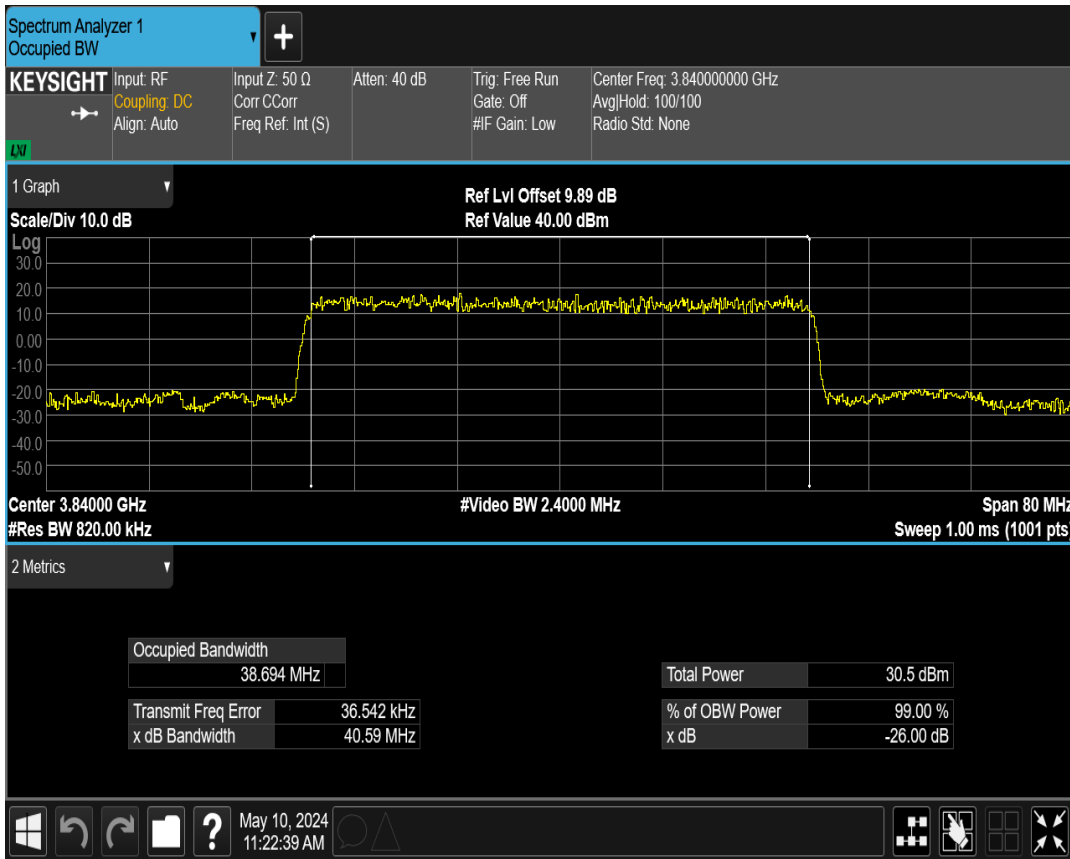 Spectrum Analyzer 1
Occupied BW
+
KEYSIGHT
LXI
Input: RF
Coupling: DC
Align: Auto
Input Z: 50 Ω
Corr CCorr
Freq Ref: Int (S)
Atten: 40 dB
Trig: Free Run
Gate: Off
#IF Gain: Low
Center Freq: 3.840000000 GHz
Avg|Hold: 100/100
Radio Std: None
1 Graph
Scale/Div 10.0 dB
Ref Lvl Offset 9.89 dB
Ref Value 40.00 dBm
Log
30.0
20.0
10.0
0.00
-10.0
-20.0
-30.0
-40.0
-50.0
Center 3.84000 GHz
#Video BW 2.4000 MHz
Span 80 MHz
#Res BW 820.00 kHz
Sweep 1.00 ms (1001 pts)
2 Metrics
Occupied Bandwidth
38.694 MHz
Total Power 30.5 dBm
Transmit Freq Error 36.542 kHz
% of OBW Power 99.00 %
x dB Bandwidth 40.59 MHz
x dB -26.00 dB
?
May 10, 2024
11:22:39 AM